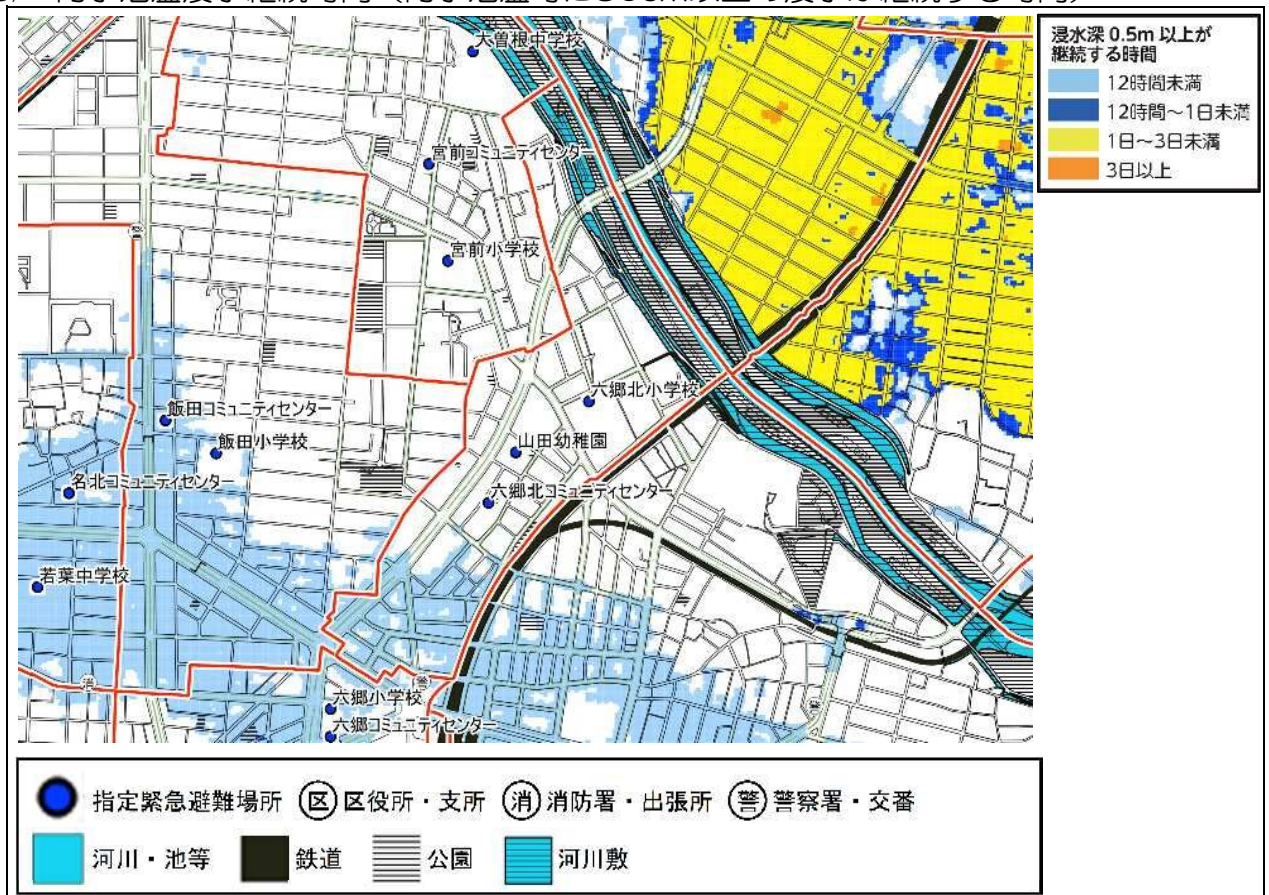 浸水深 0.5m 以上が
継続する時間
12時間未満
12時間～1日未満
1日～3日未満
3日以上
大曽根中学校
宮前コミュニティセンター
宮前小学校
六郷北小学校
飯田コミュニティセンター
飯田小学校
山田幼稚園
名北コミュニティセンター
六郷北コミュニティセンター
若葉中学校
消
警
六郷小学校
六郷コミュニティセンター
指定緊急避難場所 区 区役所・支所 消 消防署・出張所 警 警察署・交番
河川・池等 鉄道 公園 河川敷